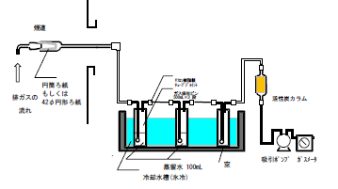 煙道
円筒ろ紙
もしくは
42φ円形ろ紙
排ガスの
流れ
活性炭カラム
蒸留水 100mL
空
冷却水槽(氷冷)
吸引ポンプ
ガスメータ